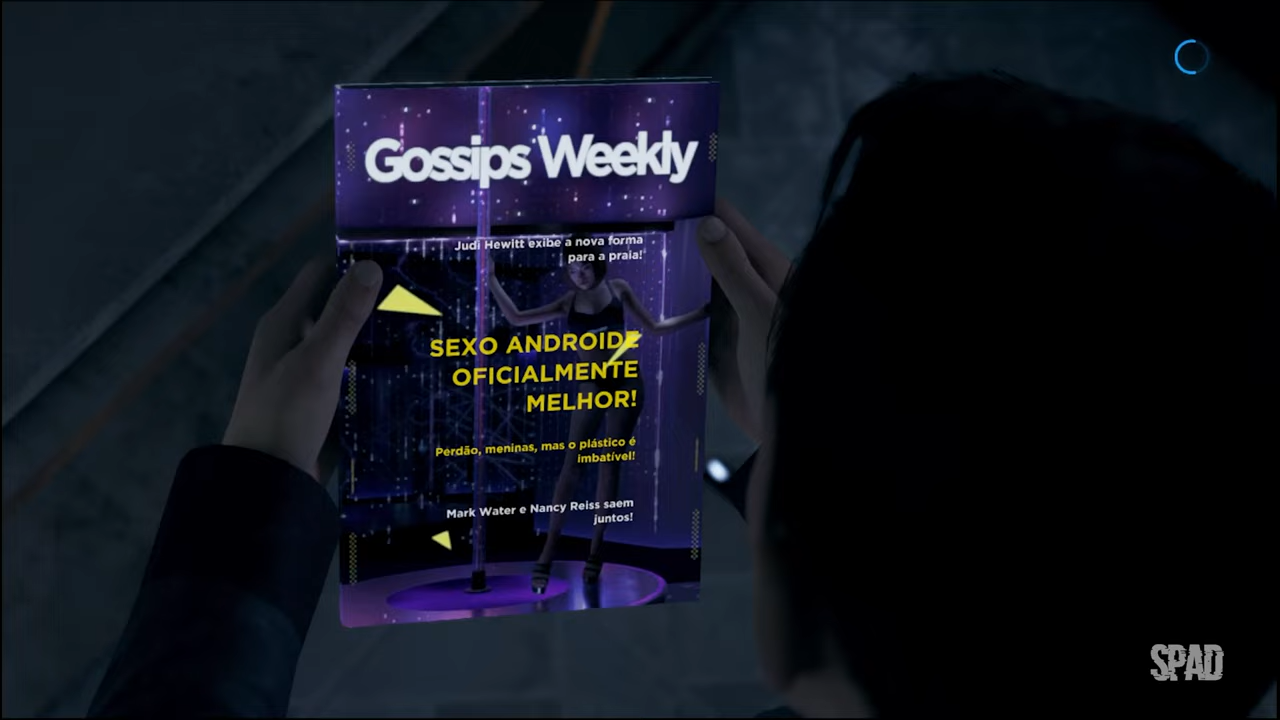 Gossips Weekly
Judi Hewitt exibe a nova forma
para a praia!
SEXO ANDROIDE
OFICIALMENTE
MELHOR!
Perdão, meninas, mas o plástico é
imbatível!
Mark Water e Nancy Reiss saem
juntos!
SPAD